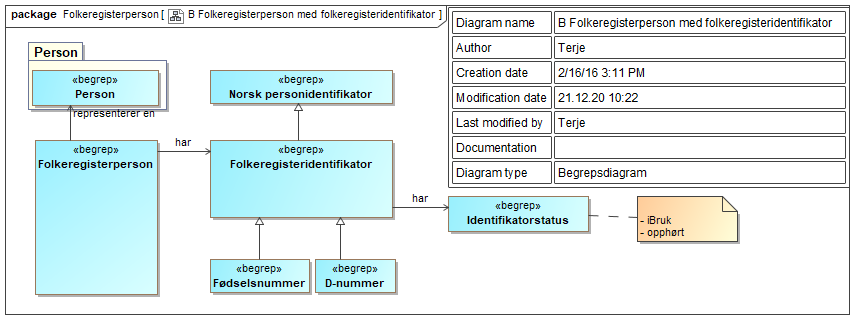 package Folkeregisterperson [ B Folkeregisterperson med folkeregisteridentifikator ]
Diagram name B Folkeregisterperson med folkeregisteridentifikator
Author Terje
Creation date 2/16/16 3:11 PM
Modification date 21.12.20 10:22
Last modified by Terje
Documentation
Diagram type Begrepsdiagram
Person
«begrep»
Person
representerer en
«begrep»
Norsk personidentifikator
«begrep»
Folkeregisterperson
har
«begrep»
Folkeregisteridentifikator
har
«begrep»
Identifikatorstatus
- iBruk
- opphørt
«begrep»
Fødselsnummer
«begrep»
D-nummer